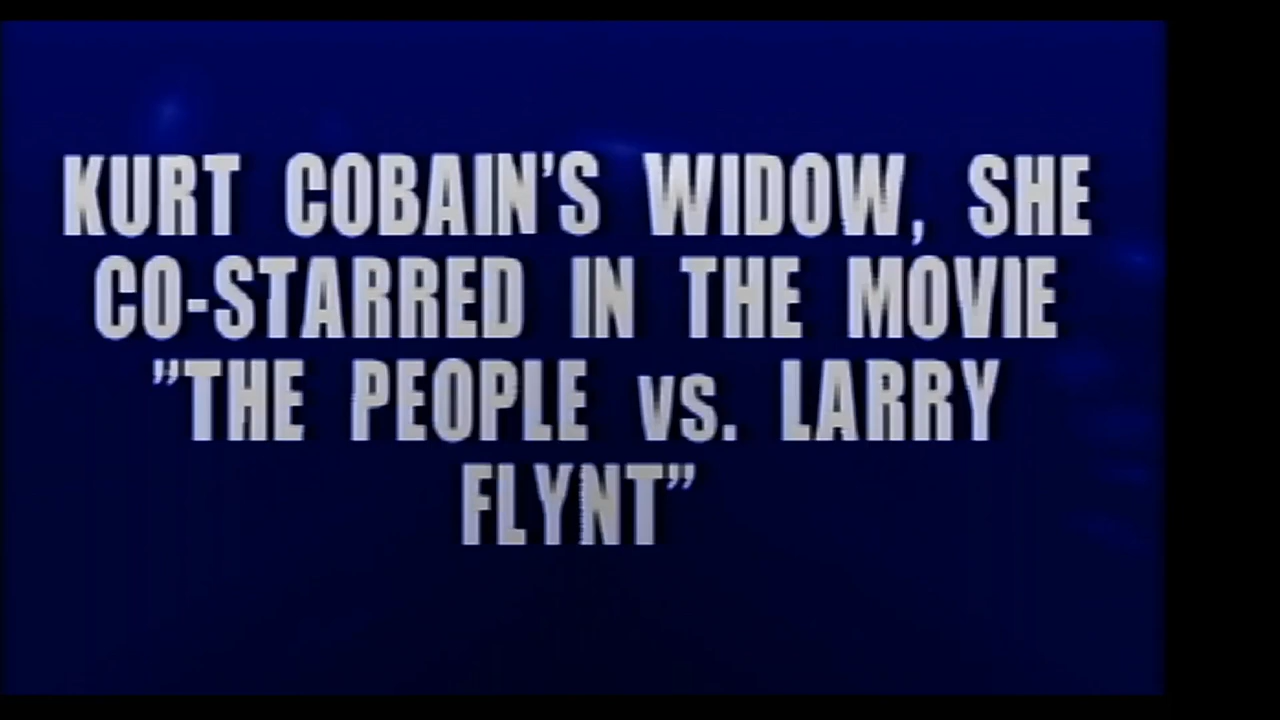 KURT COBAIN'S WIDOW, SHE
CO-STARRED IN THE MOVIE
"THE PEOPLE VS. LARRY
FLYNT"